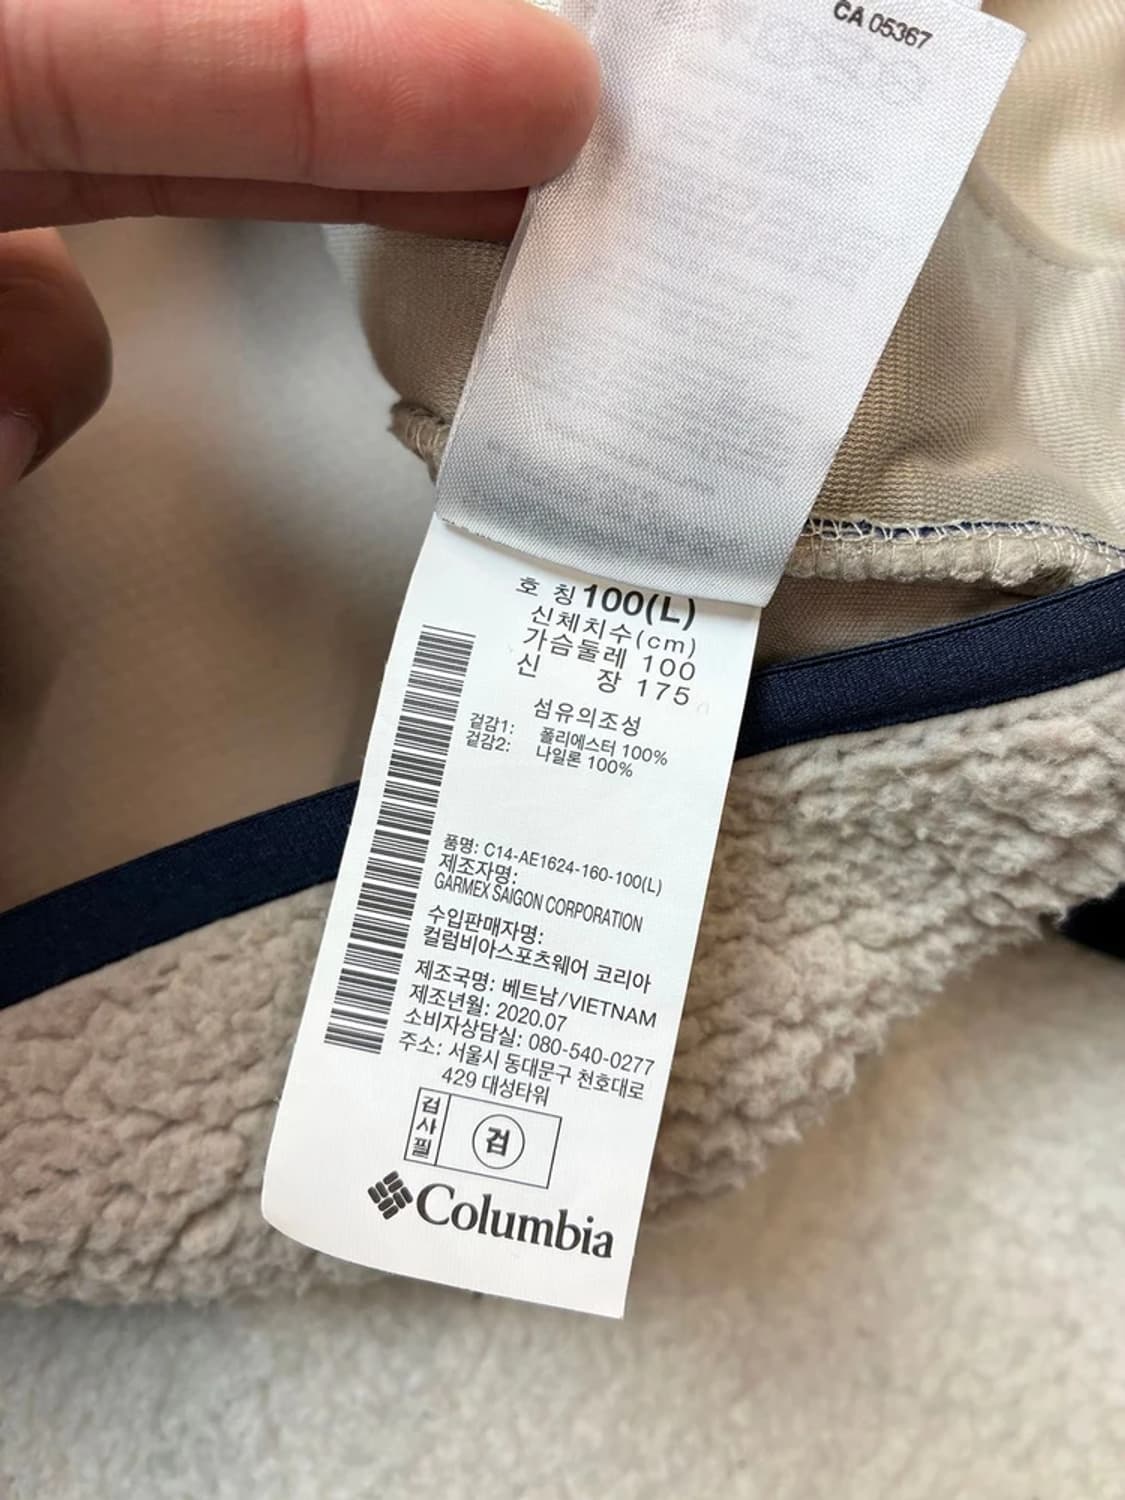 CA 05367
호 칭 100(L)
신체치수(cm)
가슴둘레 100
신 장 175
섬유의조성
겉감1: 폴리에스터 100%
겉감2: 나일론 100%
품명: C14-AE1624-160-100(L)
제조자명:
GARMEX SAIGON CORPORATION
수입판매자명:
컬럼비아스포츠웨어 코리아
제조국명: 베트남/VIETNAM
제조년월: 2020.07
소비자상담실: 080-540-0277
주소: 서울시 동대문구 천호대로
429 대성타워
검사필 검
Columbia